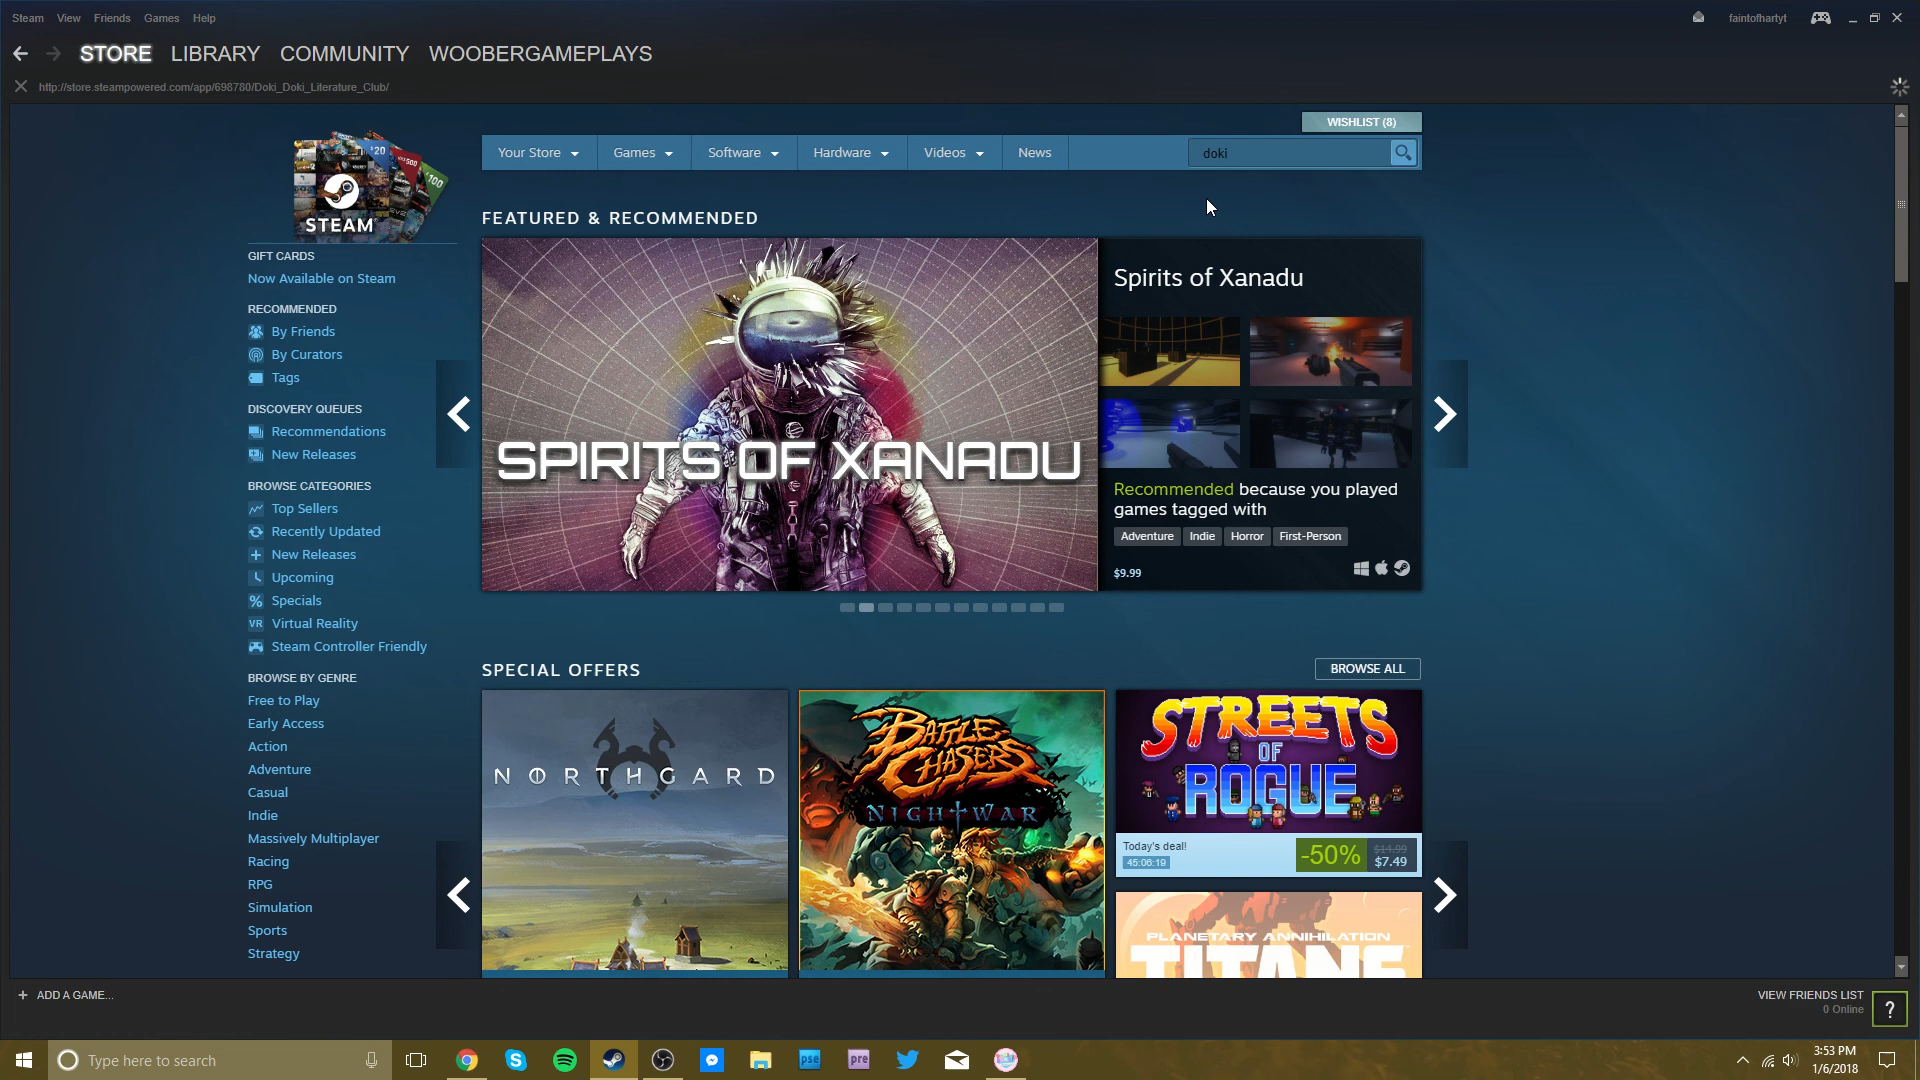 Steam View Friends Games Help
faintofhartyt
STORE LIBRARY COMMUNITY WOOBERGAMEPLAYS
http://store.steampowered.com/app/698780/Doki_Doki_Literature_Club/
WISHLIST (8)
Your Store Games Software Hardware Videos News
doki
$20
$100
STEAM
GIFT CARDS
Now Available on Steam
RECOMMENDED
By Friends
By Curators
Tags
DISCOVERY QUEUES
Recommendations
New Releases
BROWSE CATEGORIES
Top Sellers
Recently Updated
New Releases
Upcoming
Specials
VR Virtual Reality
Steam Controller Friendly
BROWSE BY GENRE
Free to Play
Early Access
Action
Adventure
Casual
Indie
Massively Multiplayer
Racing
RPG
Simulation
Sports
Strategy
FEATURED & RECOMMENDED
SPIRITS OF XANADU
Spirits of Xanadu
Recommended because you played
games tagged with
Adventure Indie Horror First-Person
$9.99
SPECIAL OFFERS
BROWSE ALL
NORTHGARD
BATTLE
CHASERS
NIGHTWAR
STREETS
OF
ROGUE
Today's deal!
45:06:19
-50%
$14.99
$7.49
PLANETARY ANNIHILATION
TITANS
+ ADD A GAME...
VIEW FRIENDS LIST
0 Online
?
Type here to search
pse
pre
3:53 PM
1/6/2018